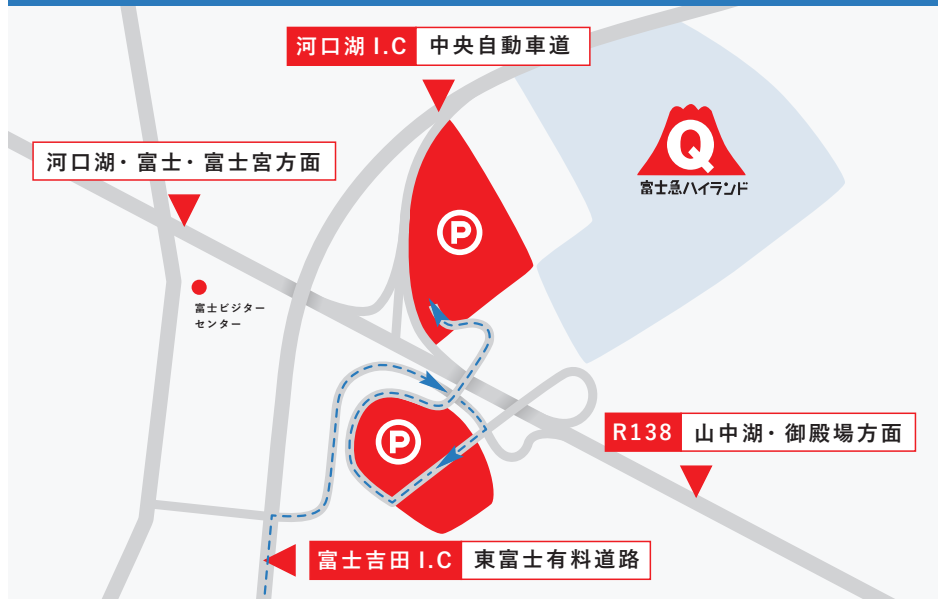 河口湖 I.C 中央自動車道
河口湖・富士・富士宮方面
Q
富士急ハイランド
P
富士ビジター
センター
P
R138 山中湖・御殿場方面
富士吉田 I.C 東富士有料道路